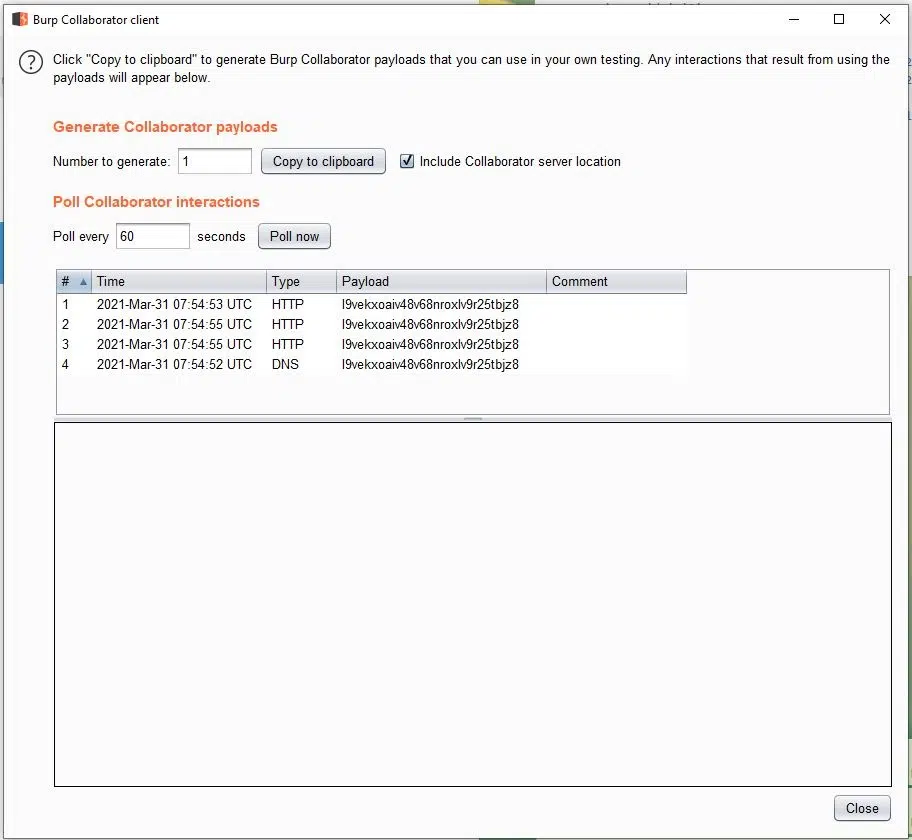 Burp Collaborator client
Click "Copy to clipboard" to generate Burp Collaborator payloads that you can use in your own testing. Any interactions that result from using the
payloads will appear below.
Generate Collaborator payloads
Number to generate: 1 Copy to clipboard Include Collaborator server location
Poll Collaborator interactions
Poll every 60 seconds Poll now
# Time Type Payload Comment
1 2021-Mar-31 07:54:53 UTC HTTP l9vekxoaiv48v68nroxlv9r25tbjz8
2 2021-Mar-31 07:54:55 UTC HTTP l9vekxoaiv48v68nroxlv9r25tbjz8
3 2021-Mar-31 07:54:55 UTC HTTP l9vekxoaiv48v68nroxlv9r25tbjz8
4 2021-Mar-31 07:54:52 UTC DNS l9vekxoaiv48v68nroxlv9r25tbjz8
Close